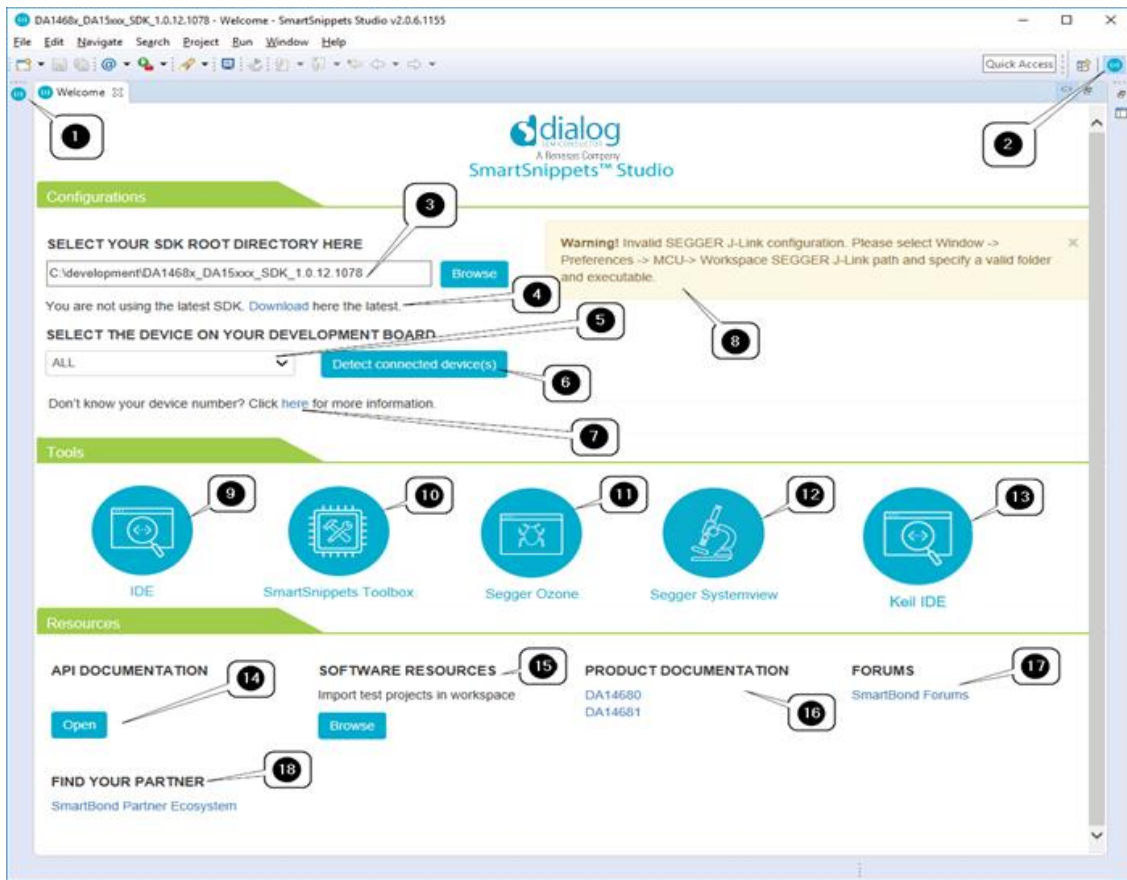 DA1468x_DA15xxx_SDK_1.0.12.1078 - Welcome - SmartSnippets Studio v2.0.6.1155
File Edit Navigate Search Project Run Window Help
Quick Access
Welcome
1
2
dialog
SEMICONDUCTOR
A Renesas Company
SmartSnippets™ Studio
Configurations
3
SELECT YOUR SDK ROOT DIRECTORY HERE
C:\development\DA1468x_DA15xxx_SDK_1.0.12.1078
Browse
Warning! Invalid SEGGER J-Link configuration. Please select Window ->
Preferences -> MCU-> Workspace SEGGER J-Link path and specify a valid folder
and executable.
4
You are not using the latest SDK. Download here the latest.
5
8
SELECT THE DEVICE ON YOUR DEVELOPMENT BOARD
ALL
Detect connected device(s)
6
Don't know your device number? Click here for more information.
7
Tools
9
10
11
12
13
IDE
SmartSnippets Toolbox
Segger Ozone
Segger Systemview
Keil IDE
Resources
API DOCUMENTATION
14
Open
SOFTWARE RESOURCES
15
Import test projects in workspace
Browse
PRODUCT DOCUMENTATION
DA14680
DA14681
16
FORUMS
17
SmartBond Forums
FIND YOUR PARTNER
18
SmartBond Partner Ecosystem